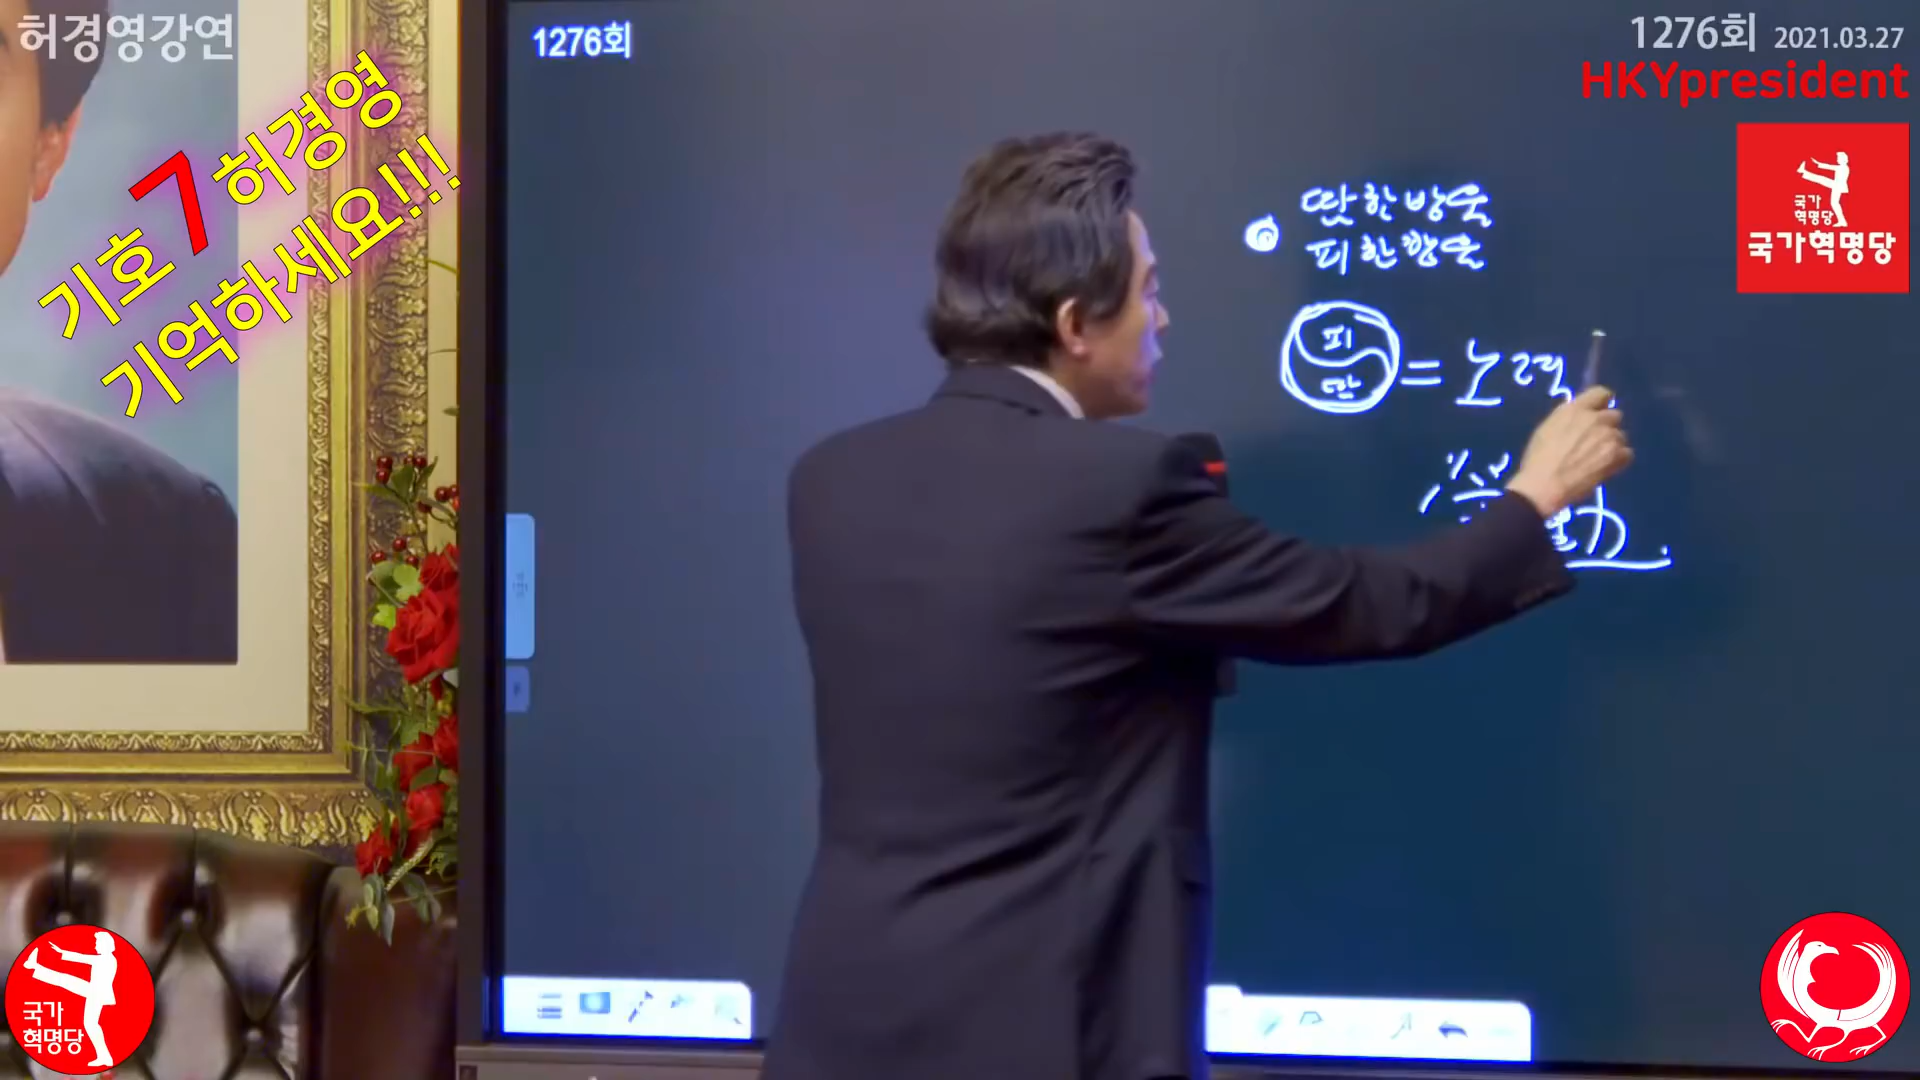 허경영강연
1276회
1276회 2021.03.27
HKYpresident
기호 7 허경영
기억하세요!!!
국가
혁명당
국가혁명당
땃한방울
피한방울
피
땀
= 노력
국가
혁명당